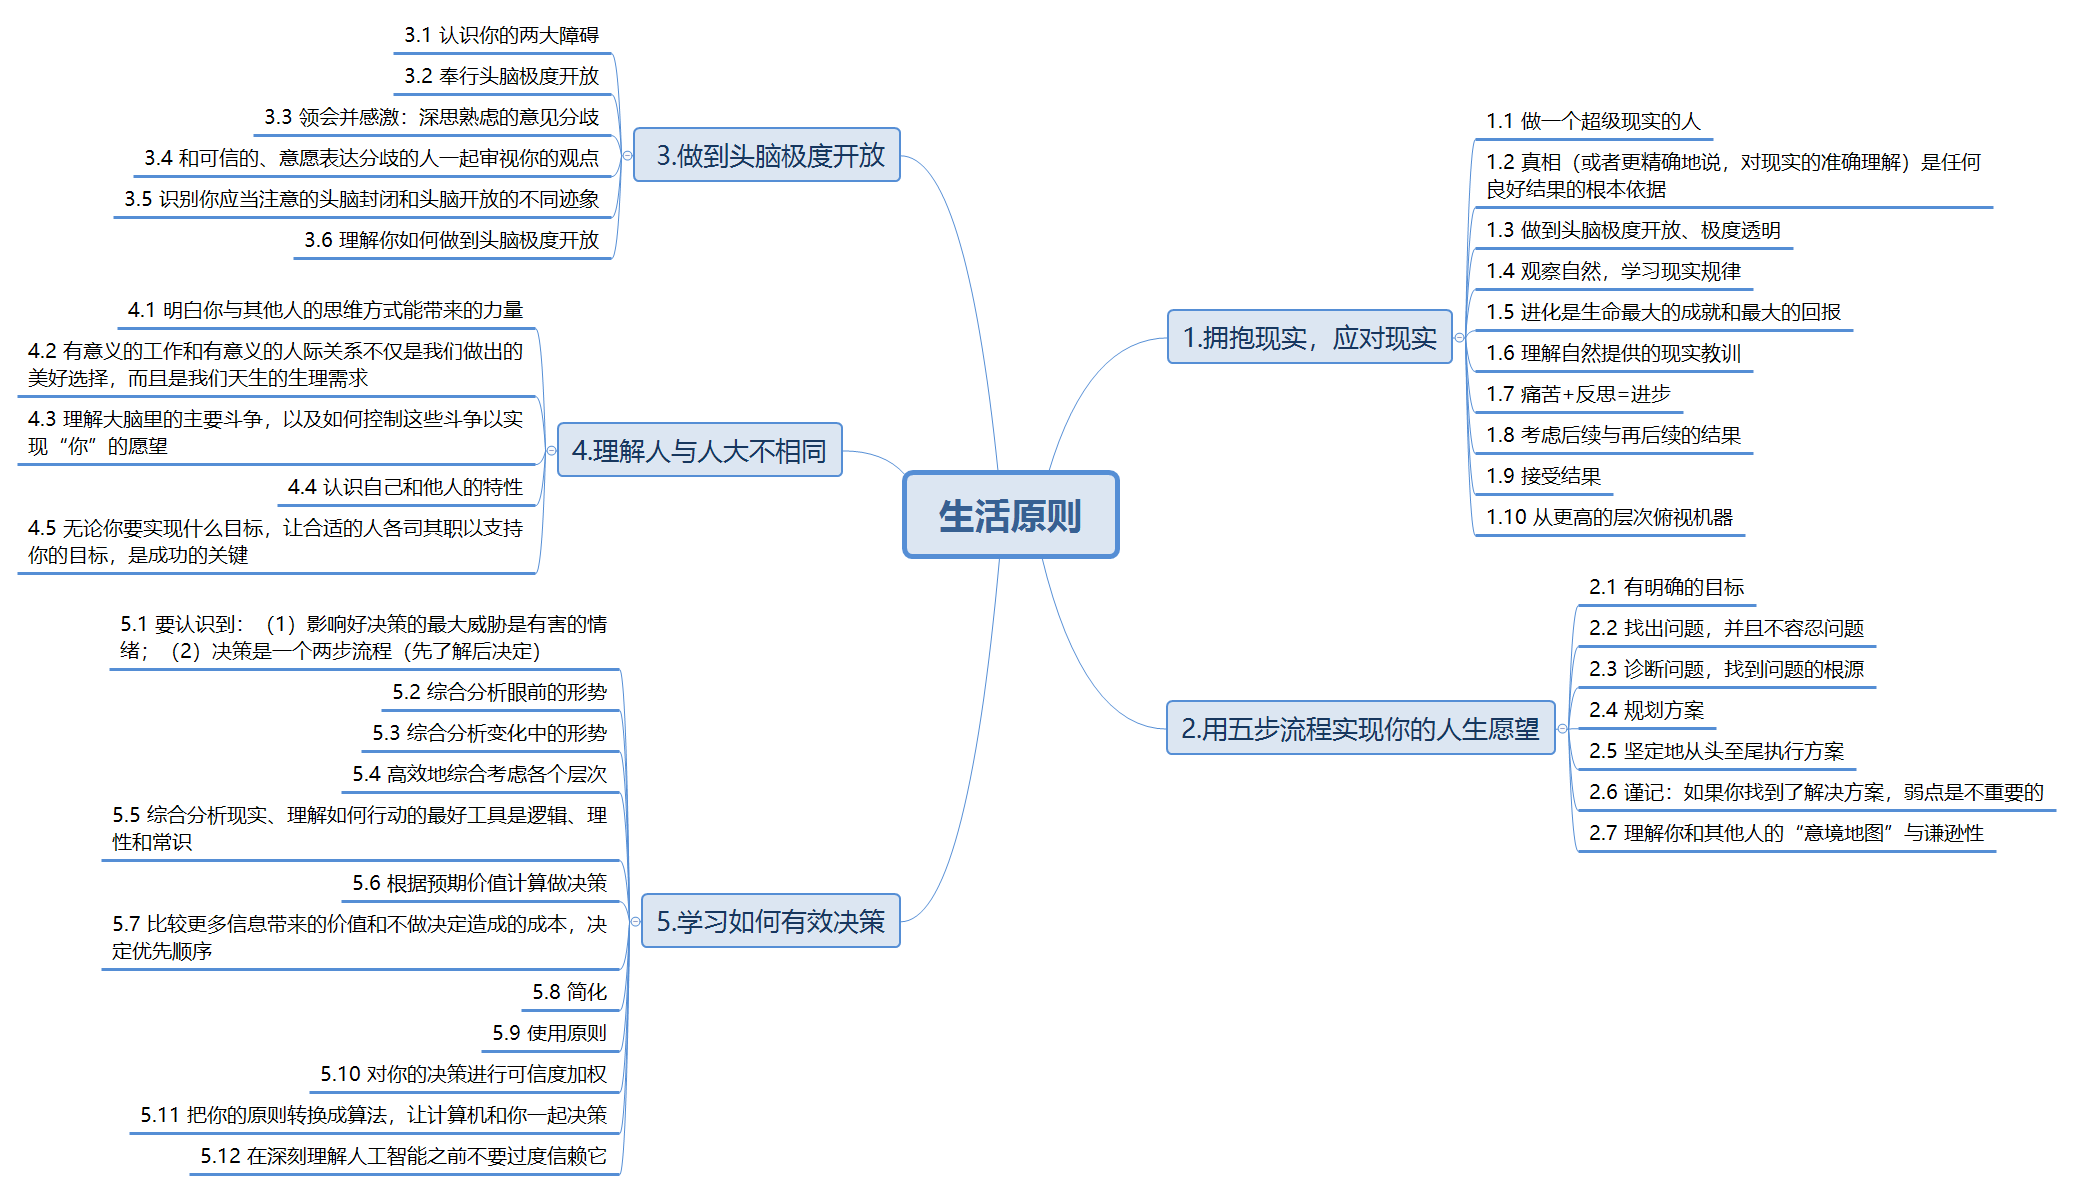 生活原则
1.拥抱现实，应对现实
1.1 做一个超级现实的人
1.2 真相（或者更精确地说，对现实的准确理解）是任何
良好结果的根本依据
1.3 做到头脑极度开放、极度透明
1.4 观察自然，学习现实规律
1.5 进化是生命最大的成就和最大的回报
1.6 理解自然提供的现实教训
1.7 痛苦+反思=进步
1.8 考虑后续与再后续的结果
1.9 接受结果
1.10 从更高的层次俯视机器
2.用五步流程实现你的人生愿望
2.1 有明确的目标
2.2 找出问题，并且不容忍问题
2.3 诊断问题，找到问题的根源
2.4 规划方案
2.5 坚定地从头至尾执行方案
2.6 谨记：如果你找到了解决方案，弱点是不重要的
2.7 理解你和其他人的“意境地图”与谦逊性
3.做到头脑极度开放
3.1 认识你的两大障碍
3.2 奉行头脑极度开放
3.3 领会并感激：深思熟虑的意见分歧
3.4 和可信的、意愿表达分歧的人一起审视你的观点
3.5 识别你应当注意的头脑封闭和头脑开放的不同迹象
3.6 理解你如何做到头脑极度开放
4.理解人与人大不相同
4.1 明白你与其他人的思维方式能带来的力量
4.2 有意义的工作和有意义的人际关系不仅是我们做出的
美好选择，而且是我们天生的生理需求
4.3 理解大脑里的主要斗争，以及如何控制这些斗争以实
现“你”的愿望
4.4 认识自己和他人的特性
4.5 无论你要实现什么目标，让合适的人各司其职以支持
你的目标，是成功的关键
5.学习如何有效决策
5.1 要认识到：（1）影响好决策的最大威胁是有害的情
绪；（2）决策是一个两步流程（先了解后决定）
5.2 综合分析眼前的形势
5.3 综合分析变化中的形势
5.4 高效地综合考虑各个层次
5.5 综合分析现实、理解如何行动的最好工具是逻辑、理
性和常识
5.6 根据预期价值计算做决策
5.7 比较更多信息带来的价值和不做决定造成的成本，决
定优先顺序
5.8 简化
5.9 使用原则
5.10 对你的决策进行可信度加权
5.11 把你的原则转换成算法，让计算机和你一起决策
5.12 在深刻理解人工智能之前不要过度信赖它